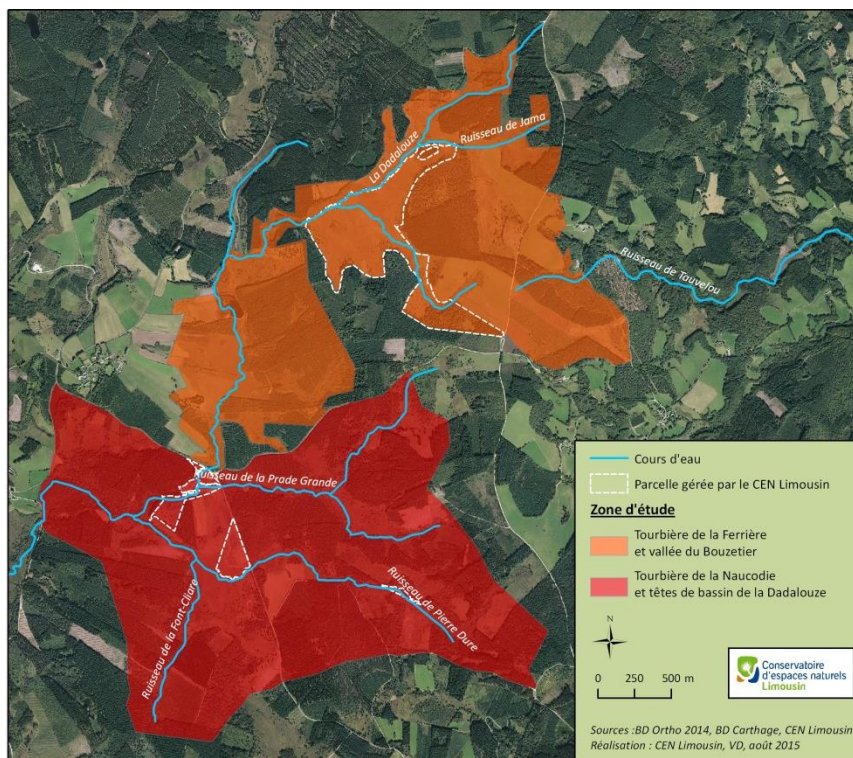 La Dadalouze
Ruisseau de Jama
Ruisseau de Tauvelou
Ruisseau de la Prade Grande
Ruisseau de Pierre Dure
Ruisseau de la Font-Cliare
Cours d'eau
Parcelle gérée par le CEN Limousin
Zone d'étude
Tourbière de la Ferrière
et vallée du Bouzetier
Tourbière de la Naucodie
et têtes de bassin de la Dadalouze
N
0 250 500 m
Conservatoire
d'espaces naturels
Limousin
Sources :BD Ortho 2014, BD Carthage, CEN Limousin
Réalisation : CEN Limousin, VD, août 2015